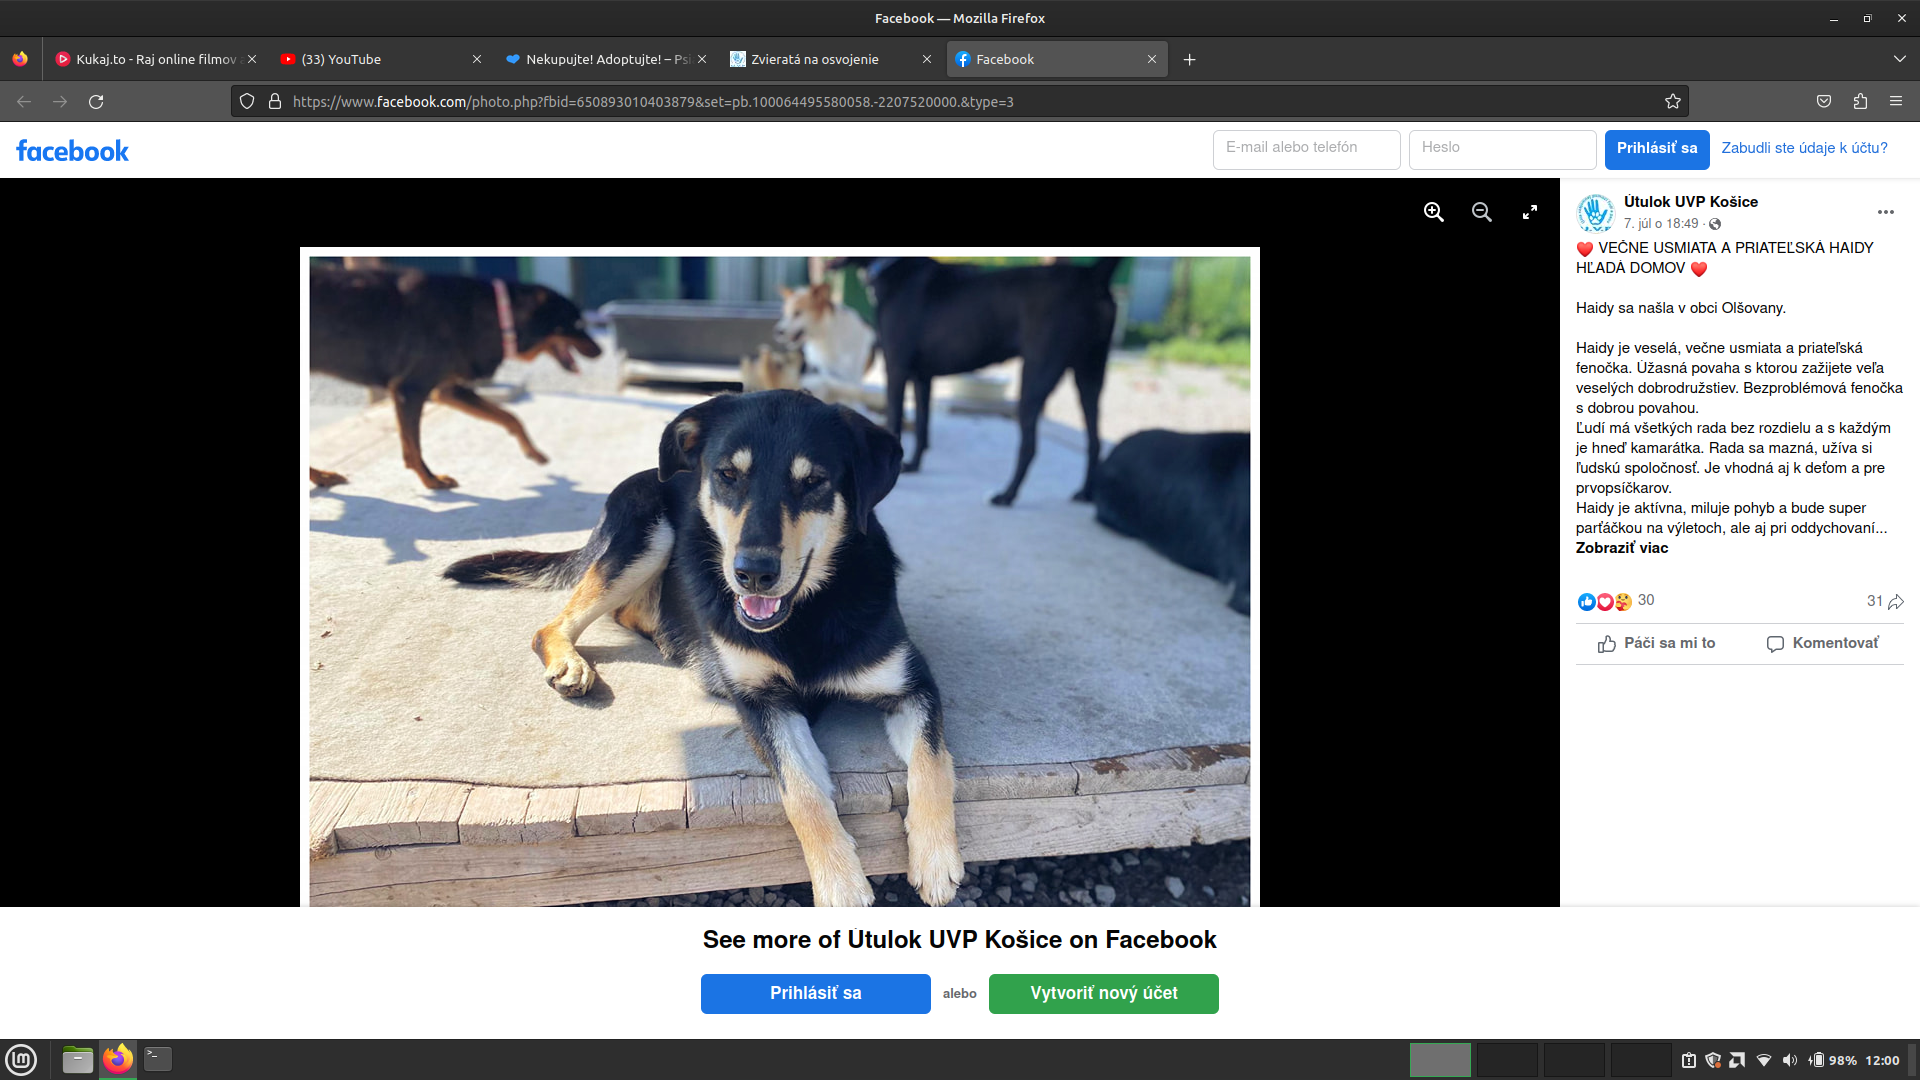 Facebook — Mozilla Firefox
Kukaj.to - Raj online filmov
(33) YouTube
Nekupujte! Adoptujte! – Psi
Zvieratá na osvojenie
Facebook
https://www.facebook.com/photo.php?fbid=650893010403879&set=pb.100064495580058.-2207520000.&type=3
facebook
E-mail alebo telefón
Heslo
Prihlásiť sa
Zabudli ste údaje k účtu?
Útulok UVP Košice
7. júl o 18:49 ·
❤️ VEČNE USMIATA A PRIATEĽSKÁ HAIDY
HĽADÁ DOMOV ❤️
Haidy sa našla v obci Olšovany.
Haidy je veselá, večne usmiata a priateľská
fenočka. Úžasná povaha s ktorou zažijete veľa
veselých dobrodružstiev. Bezproblémová fenočka
s dobrou povahou.
Ľudí má všetkých rada bez rozdielu a s každým
je hneď kamarátka. Rada sa mazná, užíva si
ľudskú spoločnosť. Je vhodná aj k deťom a pre
prvopsíčkarov.
Haidy je aktívna, miluje pohyb a bude super
parťáčkou na výletoch, ale aj pri oddychovaní...
Zobraziť viac
30
31
Páči sa mi to
Komentovať
See more of Útulok UVP Košice on Facebook
Prihlásiť sa
alebo
Vytvoriť nový účet
98%
12:00